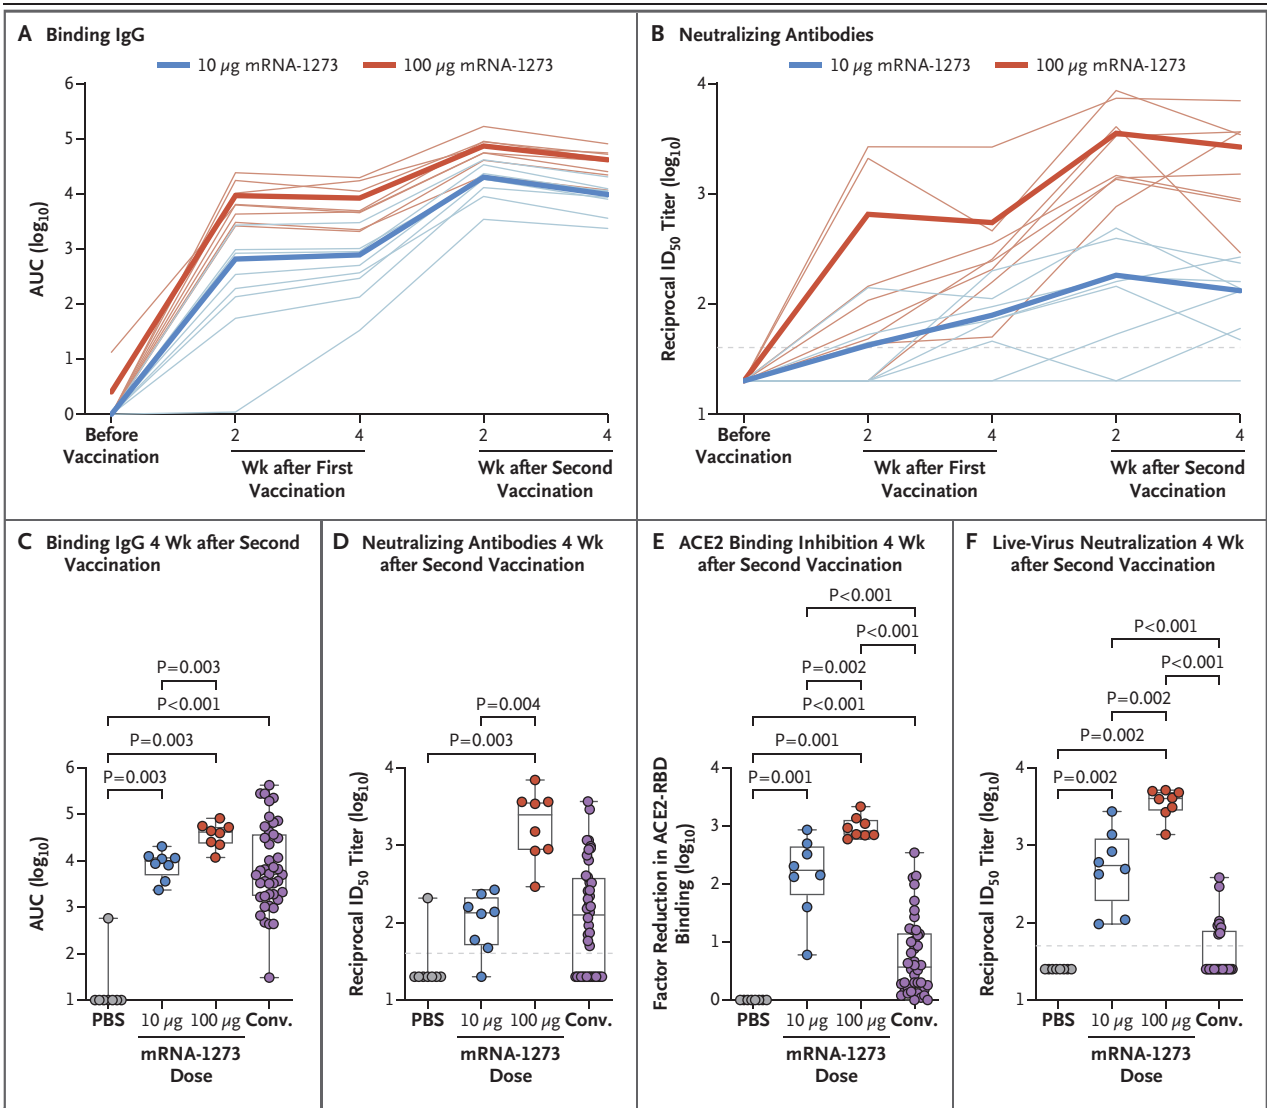 A Binding IgG
10 µg mRNA-1273
100 µg mRNA-1273
AUC (log10)
6
5
4
3
2
1
0
Before
Vaccination
2
4
2
4
Wk after First
Vaccination
Wk after Second
Vaccination
B Neutralizing Antibodies
10 µg mRNA-1273
100 µg mRNA-1273
Reciprocal ID50 Titer (log10)
4
3
2
1
Before
Vaccination
2
4
2
4
Wk after First
Vaccination
Wk after Second
Vaccination
C Binding IgG 4 Wk after Second
Vaccination
P=0.003
P<0.001
P=0.003
P=0.003
AUC (log10)
6
5
4
3
2
1
PBS
10 µg
100 µg
Conv.
mRNA-1273
Dose
D Neutralizing Antibodies 4 Wk
after Second Vaccination
P=0.004
P=0.003
Reciprocal ID50 Titer (log10)
4
3
2
1
PBS
10 µg
100 µg
Conv.
mRNA-1273
Dose
E ACE2 Binding Inhibition 4 Wk
after Second Vaccination
P<0.001
P<0.001
P=0.002
P<0.001
P=0.001
P=0.001
Factor Reduction in ACE2-RBD
Binding (log10)
4
3
2
1
0
PBS
10 µg
100 µg
Conv.
mRNA-1273
Dose
F Live-Virus Neutralization 4 Wk
after Second Vaccination
P<0.001
P<0.001
P=0.002
P=0.002
P=0.002
Reciprocal ID50 Titer (log10)
4
3
2
1
PBS
10 µg
100 µg
Conv.
mRNA-1273
Dose